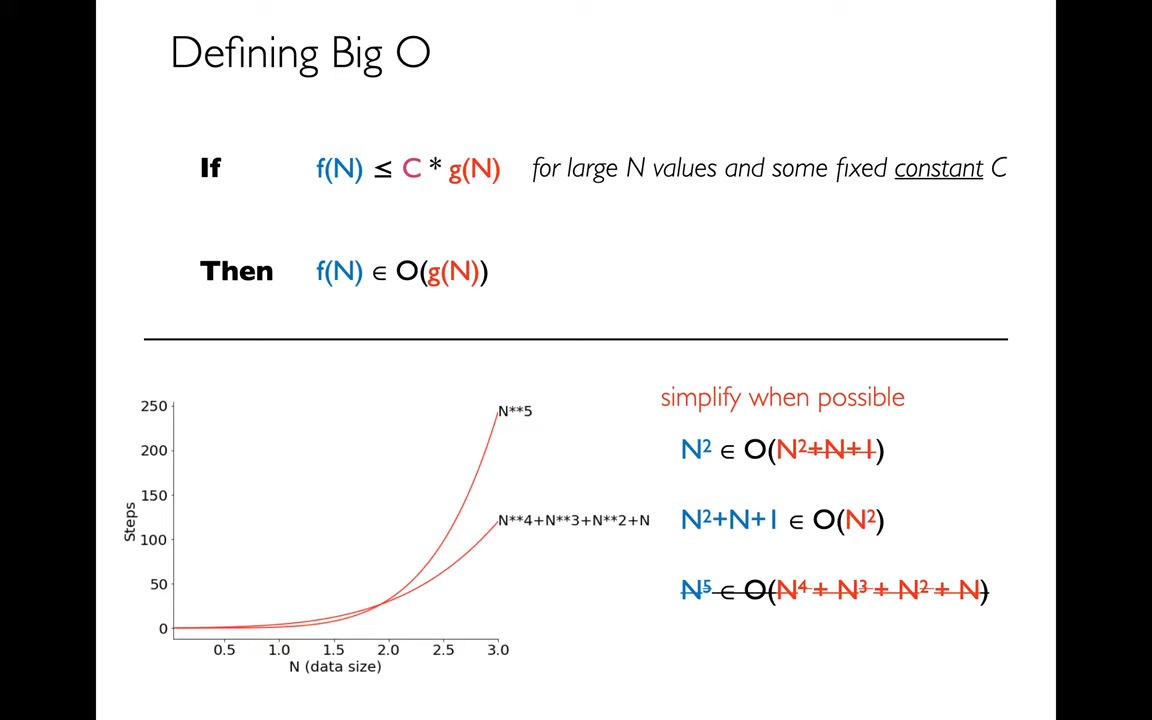 Defining Big O
If f(N) ≤ C * g(N) for large N values and some fixed constant C
Then f(N) ∈ O(g(N))
simplify when possible
N² ∈ O(N²+N+1)
N²+N+1 ∈ O(N²)
N⁵ ∈ O(N⁴ + N³ + N² + N)
250
200
150
100
50
0
Steps
N**5
N**4+N**3+N**2+N
0.5 1.0 1.5 2.0 2.5 3.0
N (data size)